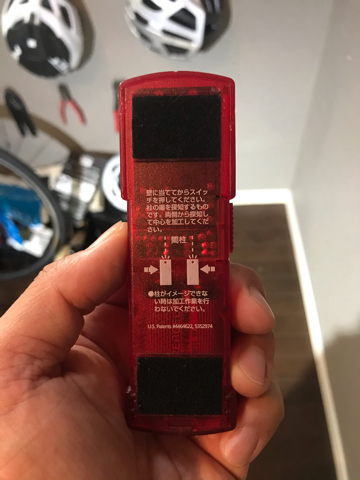 壁に当ててからスイッ
チを押してください。
柱の端を探知するもの
です。両側から探知し
て中心を加工してくだ
さい。
間柱
●柱がイメージできな
い時は加工作業を行
わないでください。
U.S. Patents #4464622, 5352974